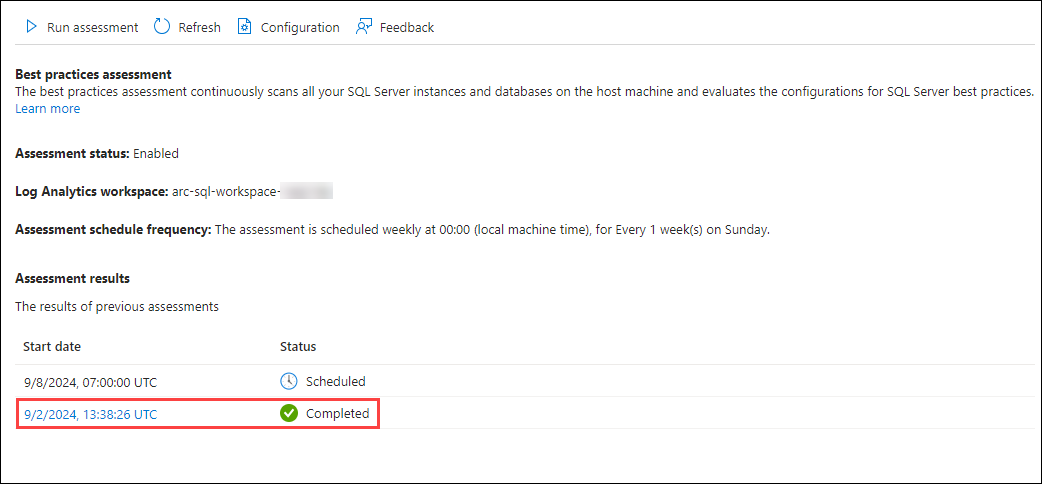 Run assessment Refresh Configuration Feedback
Best practices assessment
The best practices assessment continuously scans all your SQL Server instances and databases on the host machine and evaluates the configurations for SQL Server best practices.
Learn more
Assessment status: Enabled
Log Analytics workspace: arc-sql-workspace-
Assessment schedule frequency: The assessment is scheduled weekly at 00:00 (local machine time), for Every 1 week(s) on Sunday.
Assessment results
The results of previous assessments
Start date Status
9/8/2024, 07:00:00 UTC Scheduled
9/2/2024, 13:38:26 UTC Completed